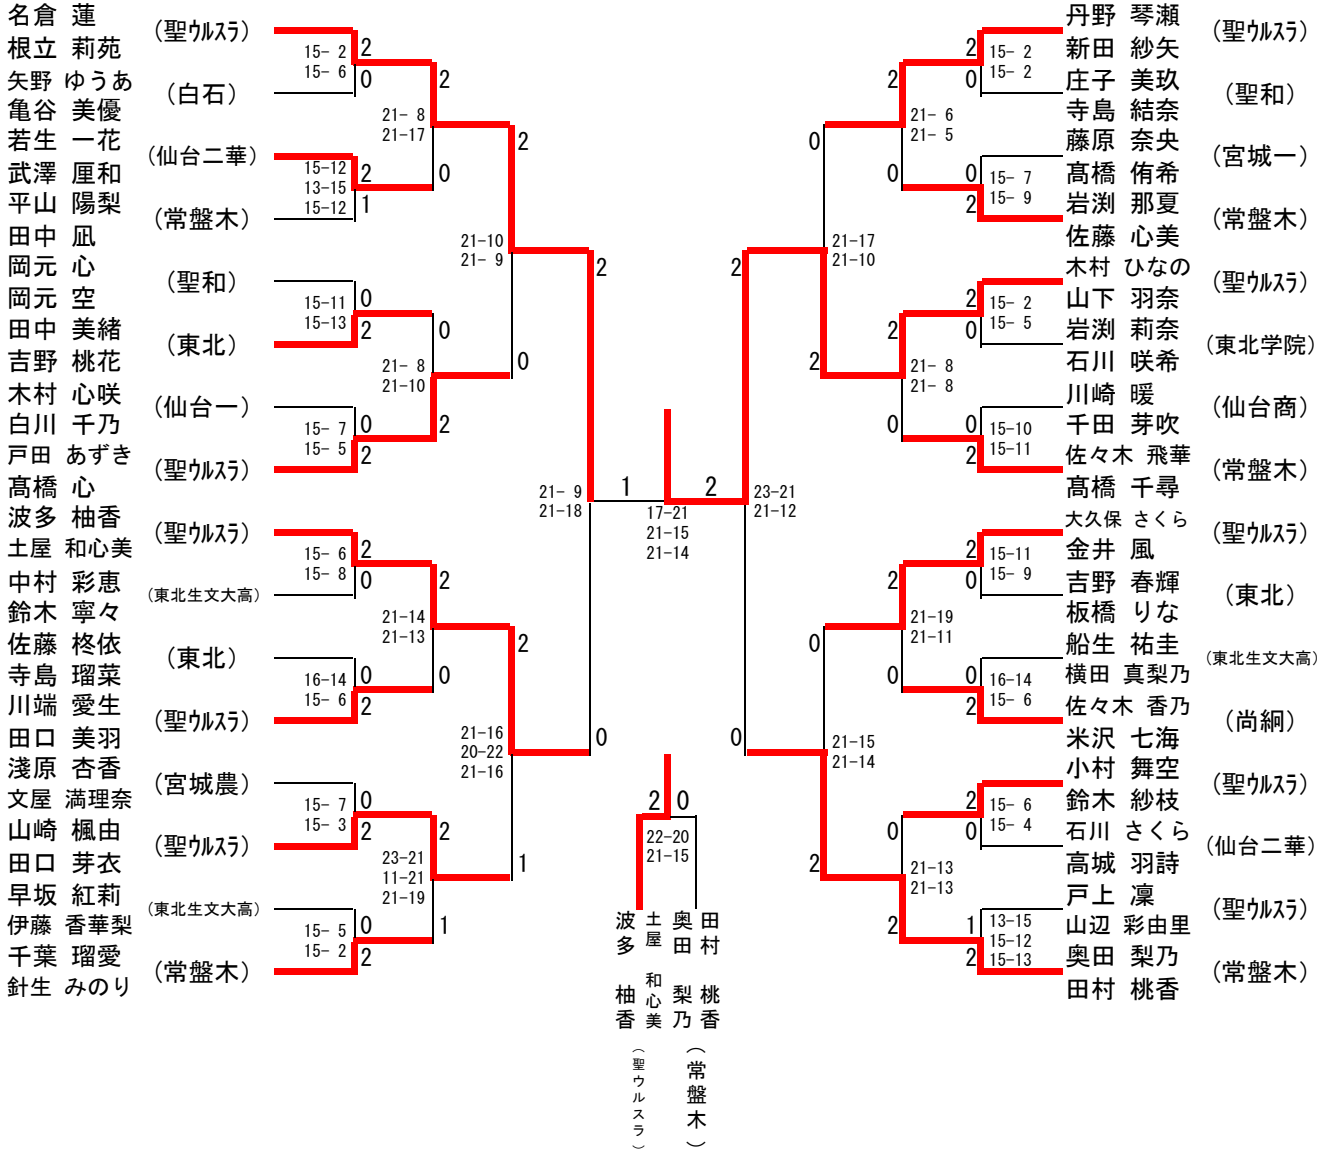 名倉 蓮
根立 莉苑
(聖ウルスラ)
矢野 ゆうあ
亀谷 美優
(白石)
若生 一花
武澤 厘和
(仙台二華)
平山 陽梨
田中 凪
(常盤木)
岡元 心
岡元 空
(聖和)
田中 美緒
吉野 桃花
(東北)
木村 心咲
白川 千乃
(仙台一)
戸田 あずき
髙橋 心
(聖ウルスラ)
波多 柚香
土屋 和心美
(聖ウルスラ)
中村 彩恵
鈴木 寧々
(東北生文大高)
佐藤 柊依
寺島 瑠菜
(東北)
川端 愛生
田口 美羽
(聖ウルスラ)
淺原 杏香
文屋 満理奈
(宮城農)
山崎 楓由
田口 芽衣
(聖ウルスラ)
早坂 紅莉
伊藤 香華梨
(東北生文大高)
千葉 瑠愛
針生 みのり
(常盤木)
15- 2
15- 6
2
0
15-12
13-15
15-12
2
1
15-11
15-13
0
2
15- 7
15- 5
0
2
15- 6
15- 8
2
0
16-14
15- 6
0
2
15- 7
15- 3
0
2
15- 5
15- 2
0
2
21- 8
21-17
2
0
21- 8
21-10
0
2
21-14
21-13
2
0
23-21
11-21
21-19
2
1
21-10
21- 9
2
0
21-16
20-22
21-16
2
1
21- 9
21-18
2
0
1
2
17-21
21-15
21-14
23-21
21-12
2
0
21-17
21-10
0
2
21-15
21-14
0
2
21- 6
21- 5
2
0
21- 8
21- 8
2
0
21-19
21-11
2
0
21-13
21-13
0
2
15- 2
15- 2
2
0
15- 7
15- 9
0
2
15- 2
15- 5
2
0
15-10
15-11
0
2
15-11
15- 9
2
0
16-14
15- 6
0
2
15- 6
15- 4
2
0
13-15
15-12
15-13
1
2
丹野 琴瀬
新田 紗矢
(聖ウルスラ)
庄子 美玖
寺島 結奈
(聖和)
藤原 奈央
髙橋 侑希
(宮城一)
岩渕 那夏
佐藤 心美
(常盤木)
木村 ひなの
山下 羽奈
(聖ウルスラ)
岩渕 莉奈
石川 咲希
(東北学院)
川崎 暖
千田 芽吹
(仙台商)
佐々木 飛華
髙橋 千尋
(常盤木)
大久保 さくら
金井 風
(聖ウルスラ)
吉野 春輝
板橋 りな
(東北)
船生 祐圭
横田 真梨乃
(東北生文大高)
佐々木 香乃
米沢 七海
(尚絅)
小村 舞空
鈴木 紗枝
(聖ウルスラ)
石川 さくら
高城 羽詩
(仙台二華)
戸上 凜
山辺 彩由里
(聖ウルスラ)
奥田 梨乃
田村 桃香
(常盤木)
2
0
22-20
21-15
波多 柚香
土屋 和心美
(聖ウルスラ)
奥田 梨乃
田村 桃香
(常盤木)